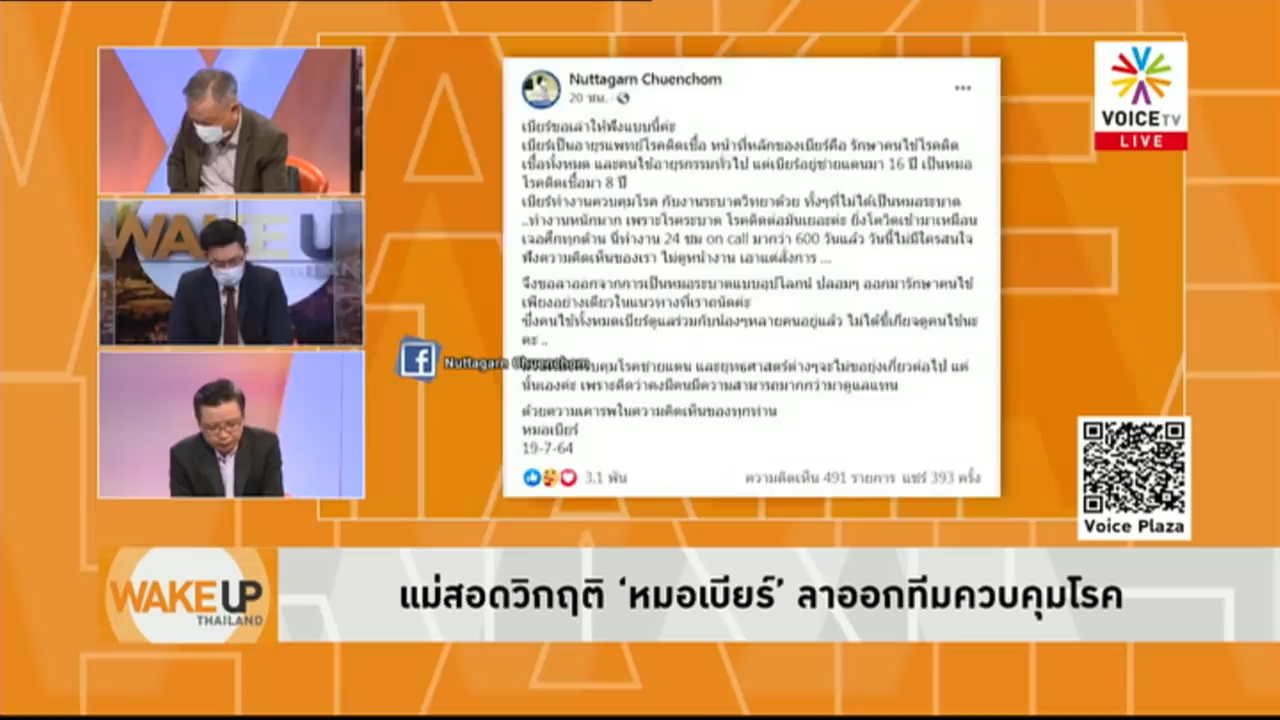 Nuttagarn Chuenchom
20 ชม.
เบียร์ขอเล่าให้ฟังแบบนี้ค่ะ
เบียร์เป็นอายุรแพทย์โรคติดเชื้อ หน้าที่หลักของเบียร์คือ รักษาคนไข้โรคติด
เชื้อทั้งหมด และคนไข้อายุรกรรมทั่วไป แต่เบียร์อยู่ชายแดนมา 16 ปี เป็นหมอ
โรคติดเชื้อมา 8 ปี
เบียร์ทำงานควบคุมโรค กับงานระบาดวิทยาด้วย ทั้งๆที่ไม่ได้เป็นหมอระบาด
..ทำงานหนักมาก เพราะโรคระบาด โรคติดต่อมันเยอะค่ะ ยิ่งโควิดเข้ามาเหมือน
เจอศึกทุกด้าน นี่ทำงาน 24 ชม on call มากว่า 600 วันแล้ว วันนี้ไม่มีใครสนใจ
ฟังความคิดเห็นของเรา ไม่ดูหน้างาน เอาแต่สั่งการ ...
จึงขอลาออกจากการเป็นหมอระบาดแบบอุปโลกน์ ปลอมๆ ออกมารักษาคนไข้
เพียงอย่างเดียวในแนวทางที่เราถนัดค่ะ
ซึ่งคนไข้ทั้งหมดเบียร์ดูแลร่วมกับน้องๆหลายคนอยู่แล้ว ไม่ได้ขี้เกียจดูคนไข้นะ
คะ ..
ควบคุมโรคชายแดน และยุทธศาสตร์ต่างๆจะไม่ขอยุ่งเกี่ยวต่อไป แค่
นั้นเองค่ะ เพราะคิดว่าคงมีคนมีความสามารถมากกว่ามาดูแลแทน
ด้วยความเคารพในความคิดเห็นของทุกท่าน
หมอเบียร์
19-7-64
3.1 พัน ความคิดเห็น 491 รายการ แชร์ 393 ครั้ง
Nuttagarn Chuenchom
VOICE TV
LIVE
WAKE U
Voice Plaza
WAKE UP
THAILAND
แม่สอดวิกฤติ ‘หมอเบียร์’ ลาออกทีมควบคุมโรค